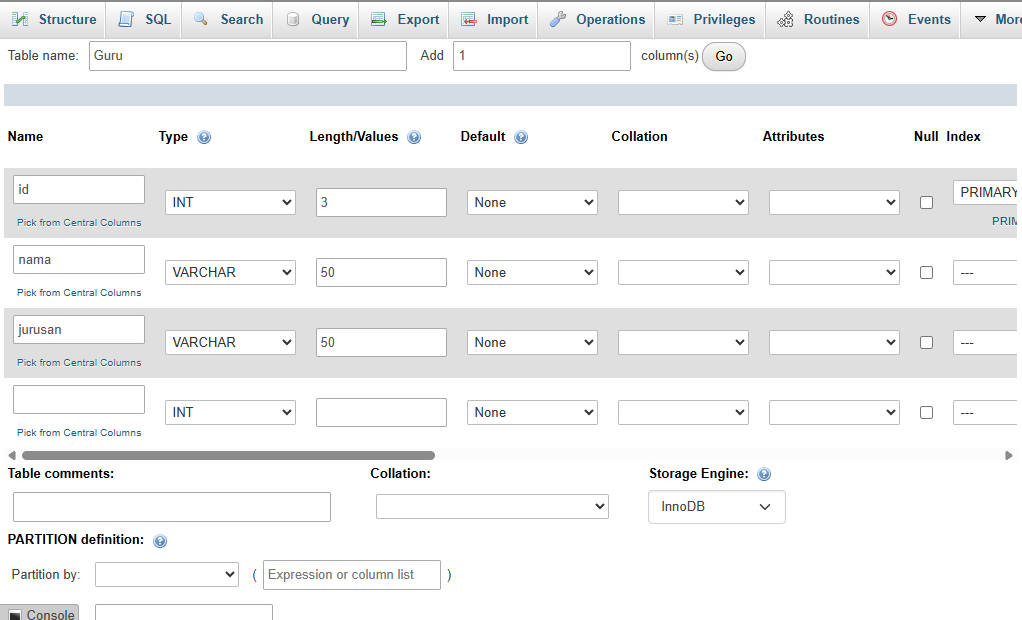 Structure SQL Search Query Export Import Operations Privileges Routines Events More
Table name: Guru Add 1 column(s) Go
Name Type Length/Values Default Collation Attributes Null Index
id INT 3 None PRIMARY
Pick from Central Columns PRIM
nama VARCHAR 50 None ---
Pick from Central Columns
jurusan VARCHAR 50 None ---
Pick from Central Columns
INT None ---
Pick from Central Columns
Table comments: Collation: Storage Engine:
InnoDB
PARTITION definition:
Partition by: ( Expression or column list )
Console